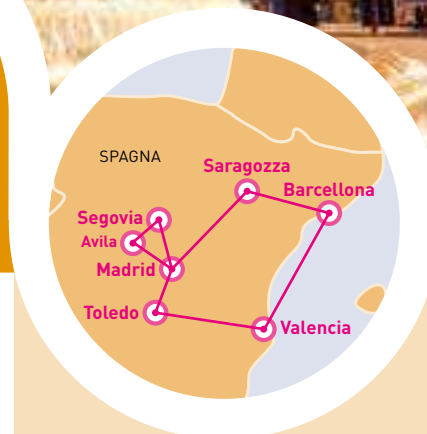 SPAGNA
Saragozza
Barcellona
Segovia
Avila
Madrid
Toledo
Valencia